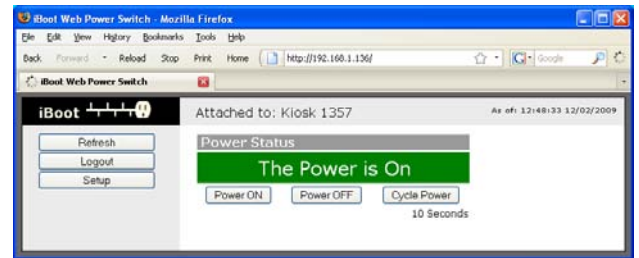 iBoot Web Power Switch - Mozilla Firefox
File Edit View History Bookmarks Tools Help
Back Forward Reload Stop Print Home http://192.168.1.136/ Google
iBoot Web Power Switch
iBoot Attached to: Kiosk 1357 As of: 12:48:33 12/02/2009
Refresh
Logout
Setup
Power Status
The Power is On
Power ON Power OFF Cycle Power
10 Seconds